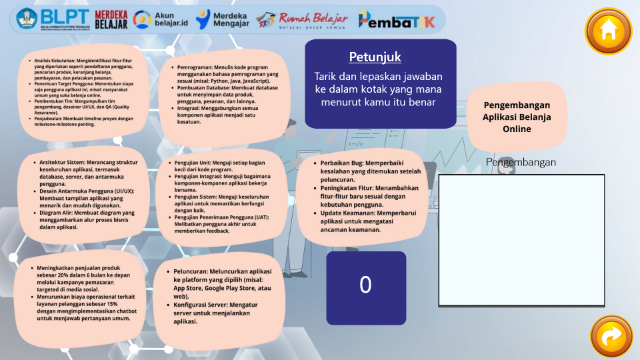 BLPT
MERDEKA
BELAJAR
Akun
belajar.id
Merdeka
Mengajar
Rumah Belajar
belajar untuk semua
PembaTIK
Analisis Kebutuhan: Mengidentifikasi fitur-fitur
yang diperlukan seperti pendaftaran pengguna,
pencarian produk, keranjang belanja,
pembayaran, dan pelacakan pesanan.
Penentuan Target Pengguna: Menentukan siapa
saja pengguna aplikasi ini, misal: masyarakat
umum yang suka belanja online.
Pembentukan Tim: Mengumpulkan tim
pengembang, desainer UI/UX, dan QA (Quality
Assurance).
Penjadwalan: Membuat timeline proyek dengan
milestone-milestone penting.
Pemrograman: Menulis kode program
menggunakan bahasa pemrograman yang
sesuai (misal: Python, Java, JavaScript).
Pembuatan Database: Membuat database
untuk menyimpan data produk,
pengguna, pesanan, dan lainnya.
Integrasi: Menggabungkan semua
komponen aplikasi menjadi satu
kesatuan.
Petunjuk
Tarik dan lepaskan jawaban
ke dalam kotak yang mana
menurut kamu itu benar
Pengembangan
Aplikasi Belanja
Online
Pengembangan
Arsitektur Sistem: Merancang struktur
keseluruhan aplikasi, termasuk
database, server, dan antarmuka
pengguna.
Desain Antarmuka Pengguna (UI/UX):
Membuat tampilan aplikasi yang
menarik dan mudah digunakan.
Diagram Alir: Membuat diagram yang
menggambarkan alur proses bisnis
dalam aplikasi.
Pengujian Unit: Menguji setiap bagian
kecil dari kode program.
Pengujian Integrasi: Menguji bagaimana
komponen-komponen aplikasi bekerja
bersama.
Pengujian Sistem: Menguji keseluruhan
aplikasi untuk memastikan berfungsi
dengan baik.
Pengujian Penerimaan Pengguna (UAT):
Melibatkan pengguna akhir untuk
memberikan feedback.
Perbaikan Bug: Memperbaiki
kesalahan yang ditemukan setelah
peluncuran.
Peningkatan Fitur: Menambahkan
fitur-fitur baru sesuai dengan
kebutuhan pengguna.
Update Keamanan: Memperbarui
aplikasi untuk mengatasi
ancaman keamanan.
Meningkatkan penjualan produk
sebesar 20% dalam 6 bulan ke depan
melalui kampanye pemasaran
targeted di media sosial.
Menurunkan biaya operasional terkait
layanan pelanggan sebesar 15%
dengan mengimplementasikan chatbot
untuk menjawab pertanyaan umum.
Peluncuran: Meluncurkan aplikasi
ke platform yang dipilih (misal:
App Store, Google Play Store, atau
web).
Konfigurasi Server: Mengatur
server untuk menjalankan
aplikasi.
0